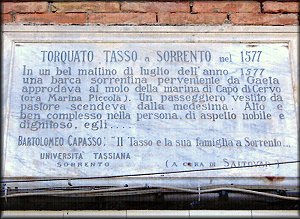 TORQUATO TASSO a SORRENTO nel 1577
In un bel mattino di luglio dell'anno 1577
una barca sorrentina perveniente da Gaeta
approdava al molo della marina di Capo di Cervo
(ora Marina Piccola). Un passeggiero vestito da
pastore scendeva dalla medesima. Alto e
ben complesso nella persona, di aspetto nobile e
dignitoso, egli....
BARTOLOMEO CAPASSO: "Il Tasso e la sua famiglia a Sorrento„
UNIVERSITÀ TASSIANA
SORRENTO (A CURA DI SALTOVAR)